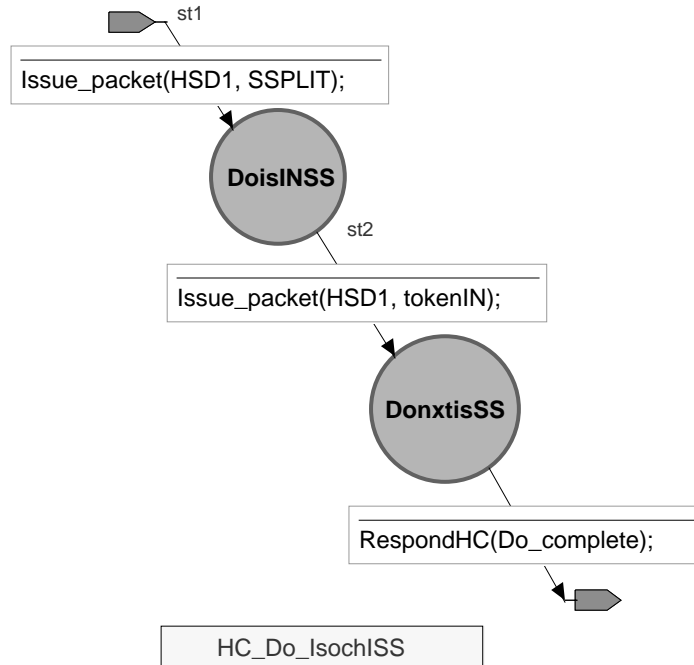 st1
Issue_packet(HSD1, SSPLIT);
DoisINSS
st2
Issue_packet(HSD1, tokenIN);
DonxtisSS
RespondHC(Do_complete);
HC_Do_IsochISS